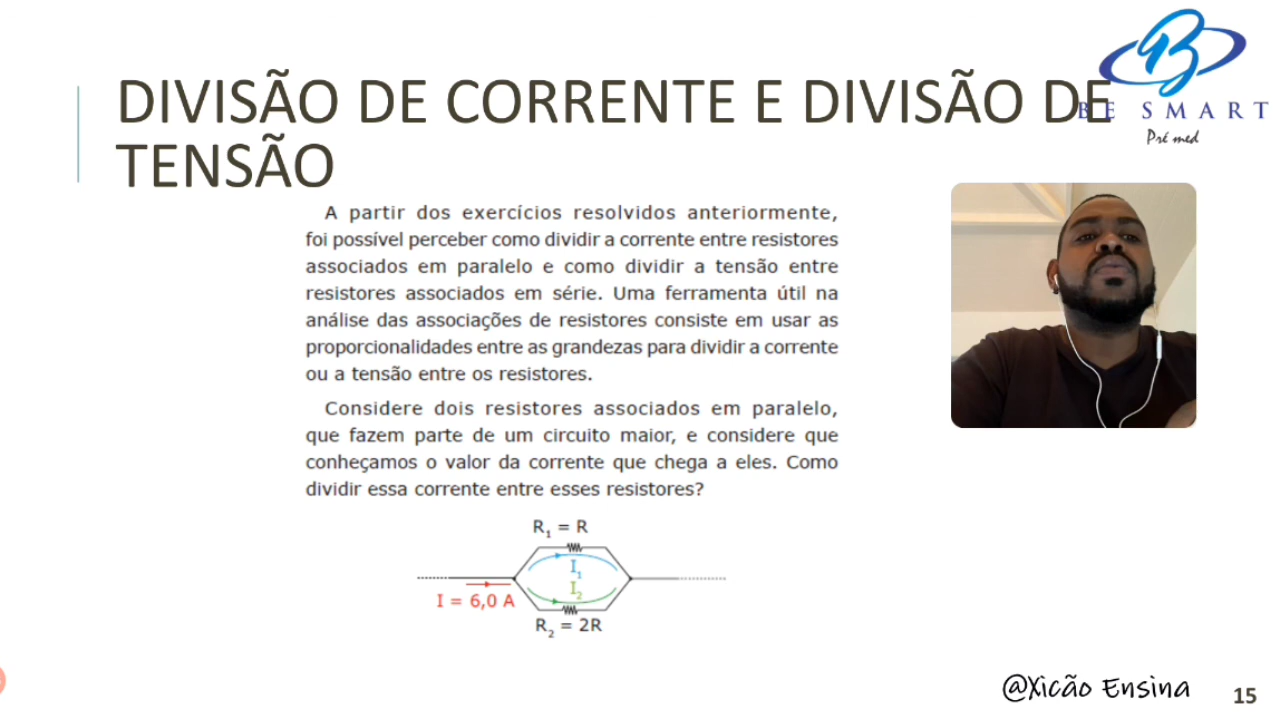 DIVISÃO DE CORRENTE E DIVISÃO DE
TENSÃO
BE SMART
Pré med
A partir dos exercícios resolvidos anteriormente,
foi possível perceber como dividir a corrente entre resistores
associados em paralelo e como dividir a tensão entre
resistores associados em série. Uma ferramenta útil na
análise das associações de resistores consiste em usar as
proporcionalidades entre as grandezas para dividir a corrente
ou a tensão entre os resistores.
Considere dois resistores associados em paralelo,
que fazem parte de um circuito maior, e considere que
conheçamos o valor da corrente que chega a eles. Como
dividir essa corrente entre esses resistores?
R₁ = R
I₁
I₂
I = 6,0 A
R₂ = 2R
@Xicão Ensina
15